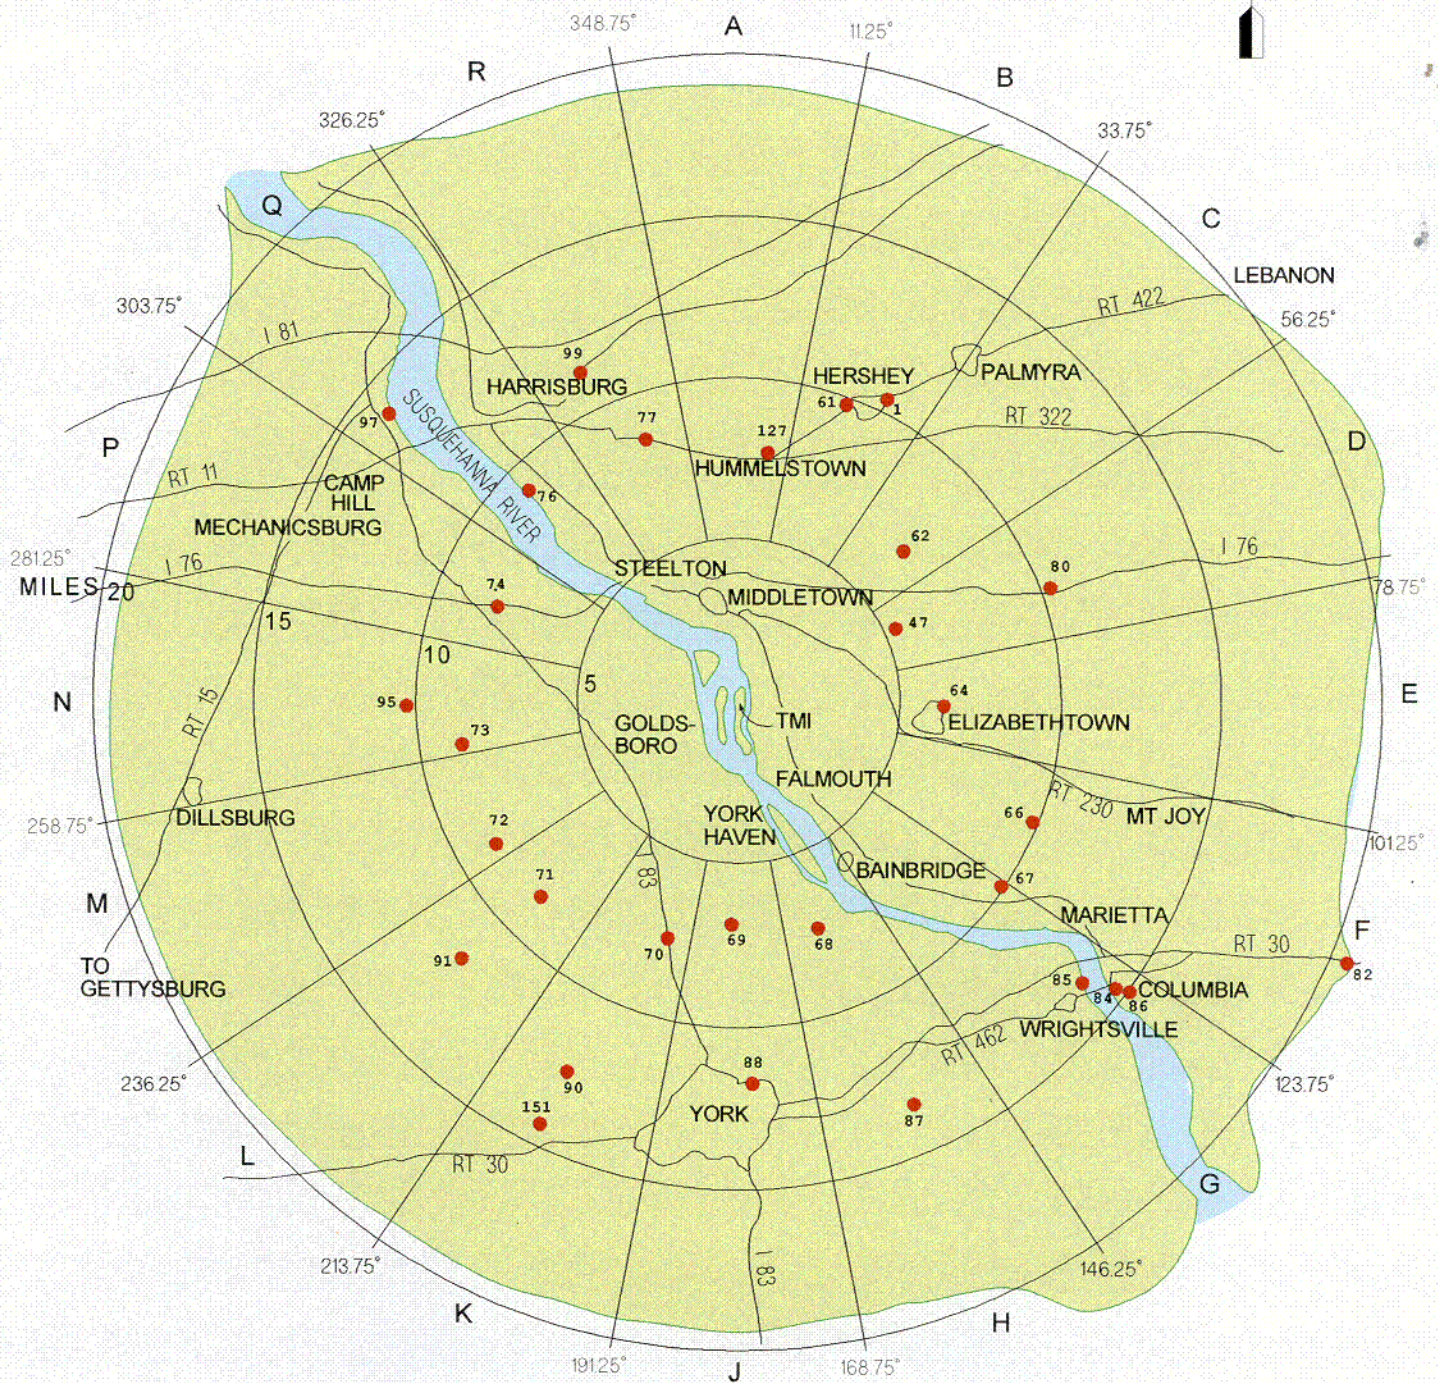 A
348.75°
11.25°
R
B
326.25°
33.75°
Q
C
LEBANON
303.75°
RT 422
56.25°
I 81
99
HARRISBURG
HERSHEY
PALMYRA
61
1
97
SUSQUEHANNA RIVER
77
127
RT 322
P
HUMMELSTOWN
D
RT 11
CAMP
HILL
76
MECHANICSBURG
62
281.25°
I 76
I 76
STEELTON
80
78.75°
MILES 20
74
MIDDLETOWN
15
47
10
5
N
RT 15
95
64
E
73
GOLDS-
BORO
TMI
ELIZABETHTOWN
FALMOUTH
DILLSBURG
258.75°
72
YORK
HAVEN
66
RT 230
MT JOY
101.25°
71
I 83
BAINBRIDGE
67
M
MARIETTA
F
91
70
69
68
RT 30
82
TO
GETTYSBURG
85
84
86
COLUMBIA
WRIGHTSVILLE
RT 462
236.25°
90
88
123.75°
151
YORK
87
L
RT 30
G
213.75°
I 83
146.25°
K
H
191.25°
J
168.75°